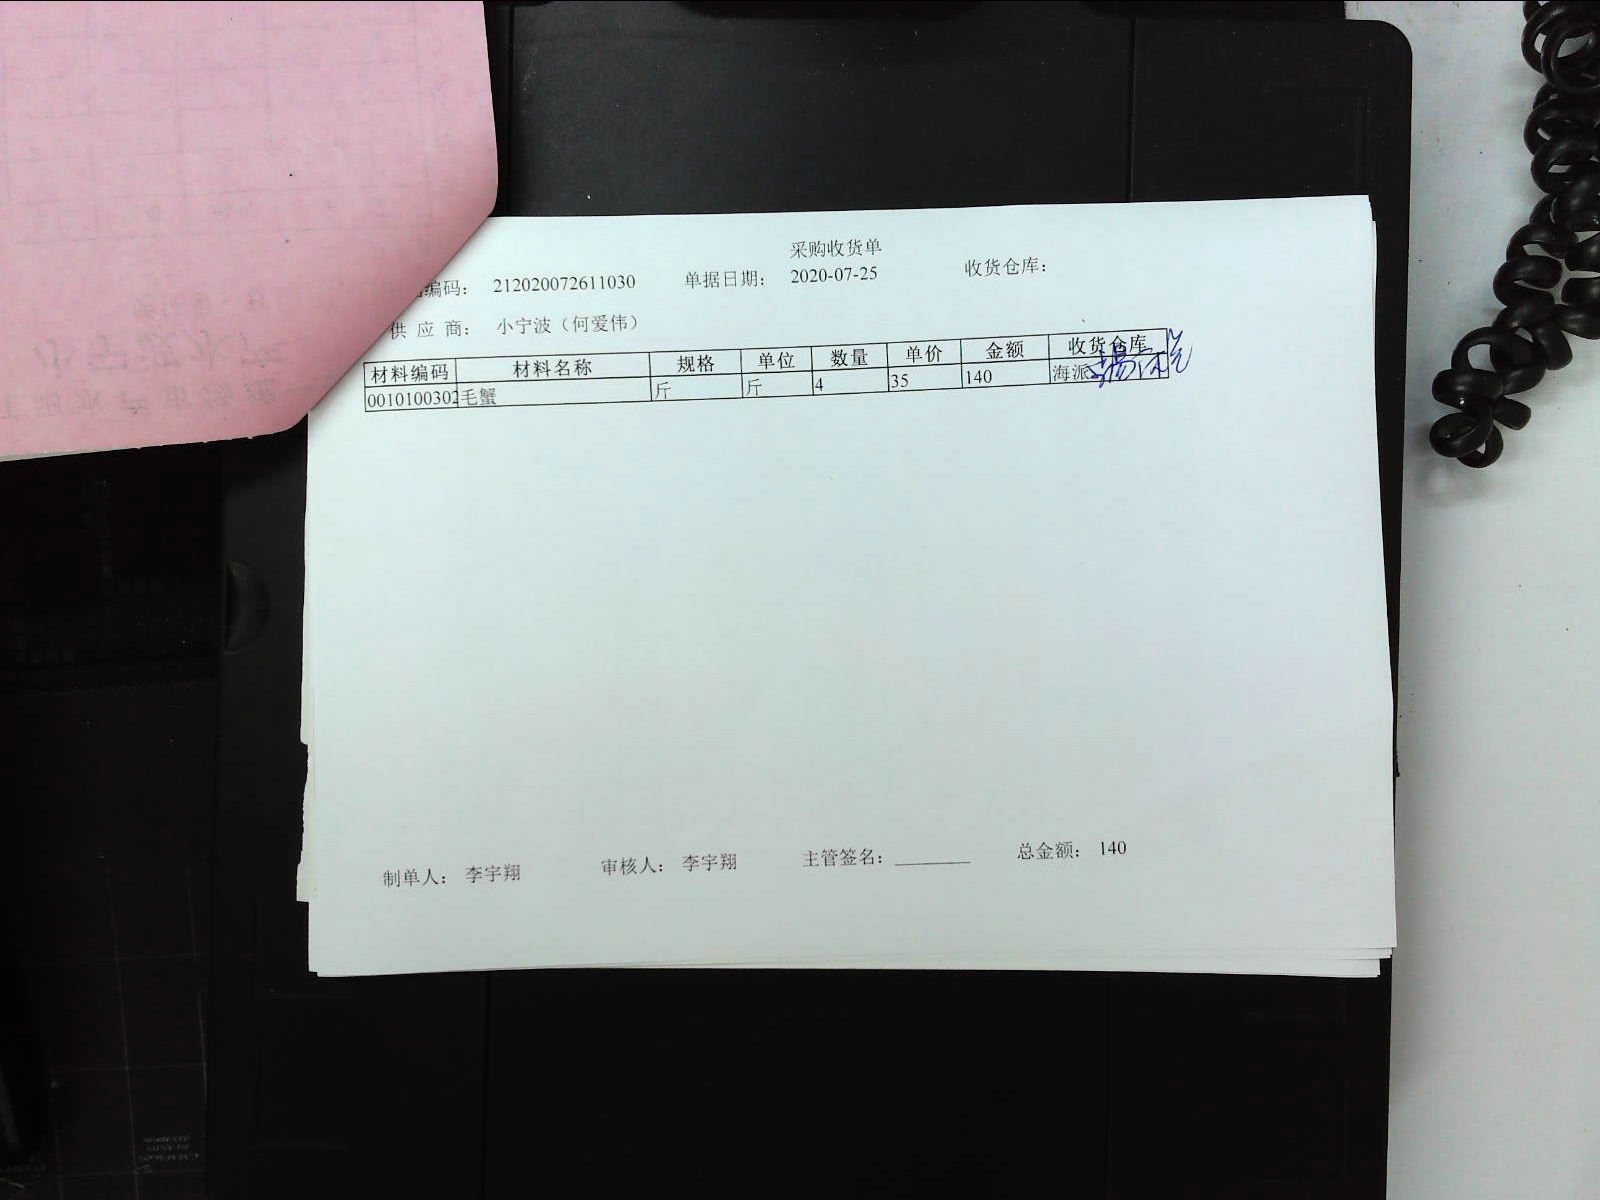 采购收货单
编码： 212020072611030 单据日期： 2020-07-25 收货仓库：
供 应 商： 小宁波（何爱伟）
材料编码 材料名称 规格 单位 数量 单价 金额 收货仓库
0010100302 毛蟹 斤 斤 4 35 140 海派
制单人： 李宇翔 审核人： 李宇翔 主管签名： 总金额： 140